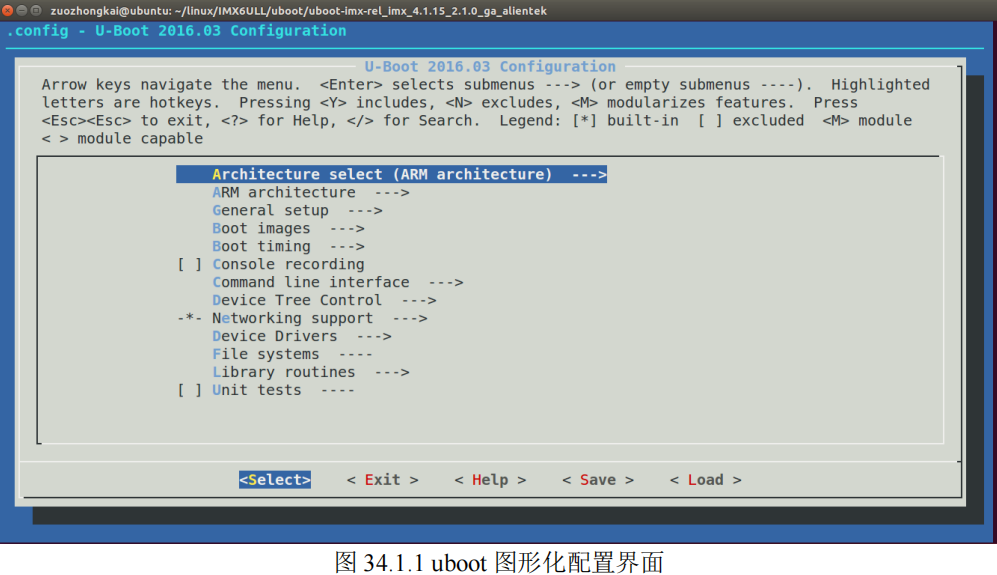 zuozhongkai@ubuntu: ~/linux/IMX6ULL/uboot/uboot-imx-rel_imx_4.1.15_2.1.0_ga_alientek
.config - U-Boot 2016.03 Configuration
U-Boot 2016.03 Configuration
Arrow keys navigate the menu.  <Enter> selects submenus ---> (or empty submenus ----).  Highlighted
letters are hotkeys.  Pressing <Y> includes, <N> excludes, <M> modularizes features.  Press
<Esc><Esc> to exit, <?> for Help, </> for Search.  Legend: [*] built-in  [ ] excluded  <M> module
< > module capable
Architecture select (ARM architecture)  --->
ARM architecture  --->
General setup  --->
Boot images  --->
Boot timing  --->
[ ] Console recording
Command line interface  --->
Device Tree Control  --->
-*- Networking support  --->
Device Drivers  --->
File systems  ----
Library routines  --->
[ ] Unit tests  ----
<Select>    < Exit >    < Help >    < Save >    < Load >
图 34.1.1 uboot 图形化配置界面